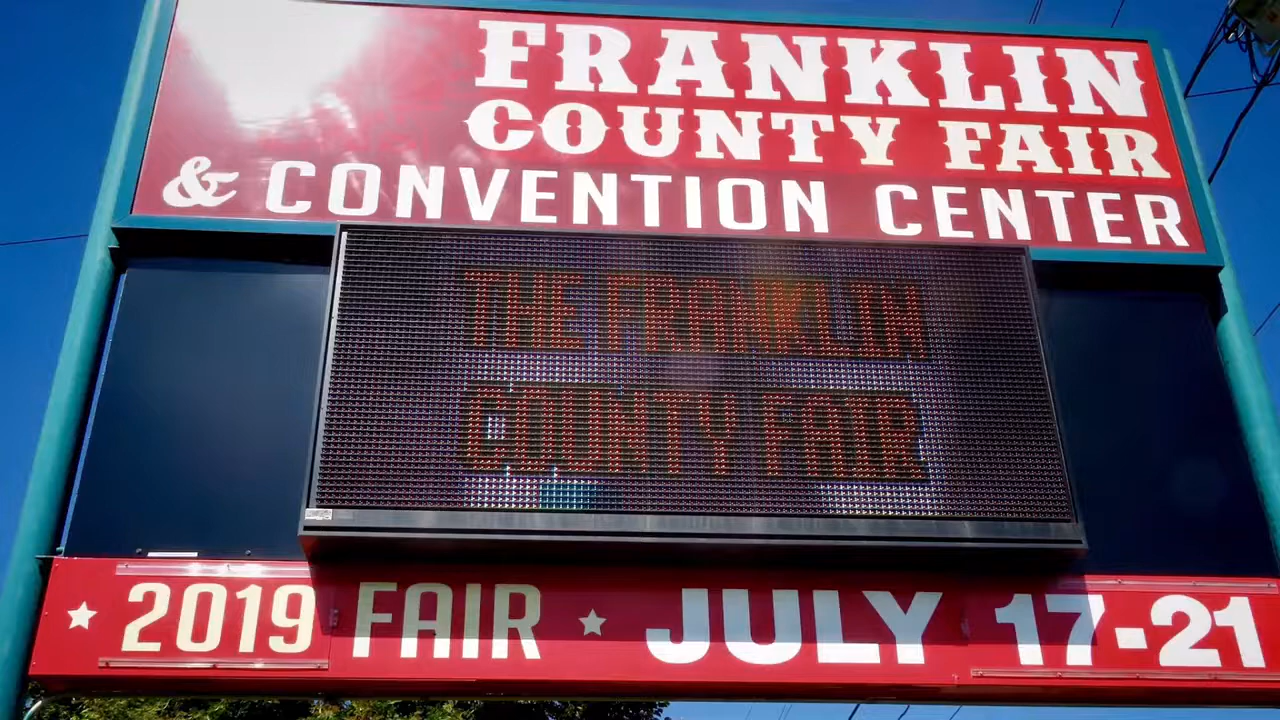 FRANKLIN
COUNTY FAIR
& CONVENTION CENTER
THE FRANKLIN
COUNTY FAIR
2019 FAIR JULY 17-21